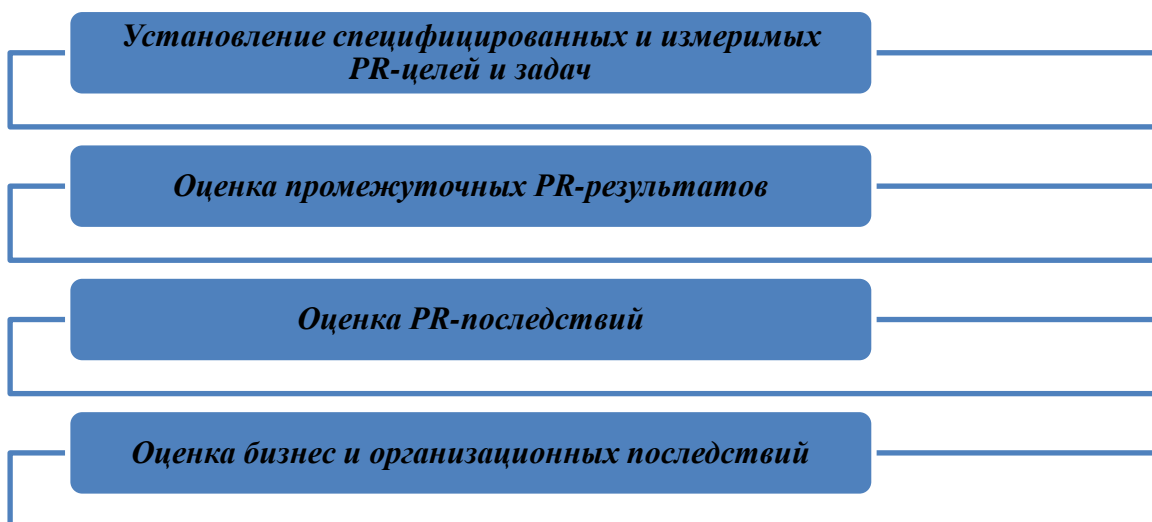 Установление специфицированных и измеримых
PR-целей и задач
Оценка промежуточных PR-результатов
Оценка PR-последствий
Оценка бизнес и организационных последствий